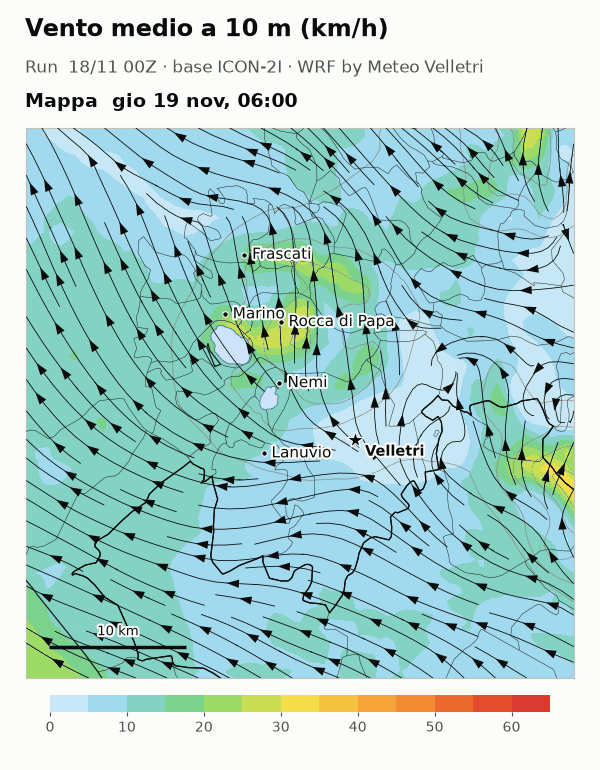 Vento medio a 10 m (km/h)
Run  18/11 00Z · base ICON-2I · WRF by Meteo Velletri
Mappa  gio 19 nov, 06:00
Frascati
Marino
Rocca di Papa
Nemi
Velletri
Lanuvio
10 km
0 10 20 30 40 50 60